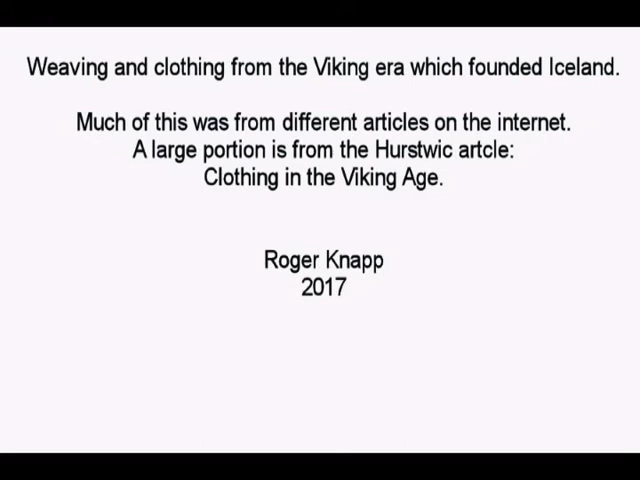 Weaving and clothing from the Viking era which founded Iceland.
Much of this was from different articles on the internet.
A large portion is from the Hurstwic artcle:
Clothing in the Viking Age.
Roger Knapp
2017